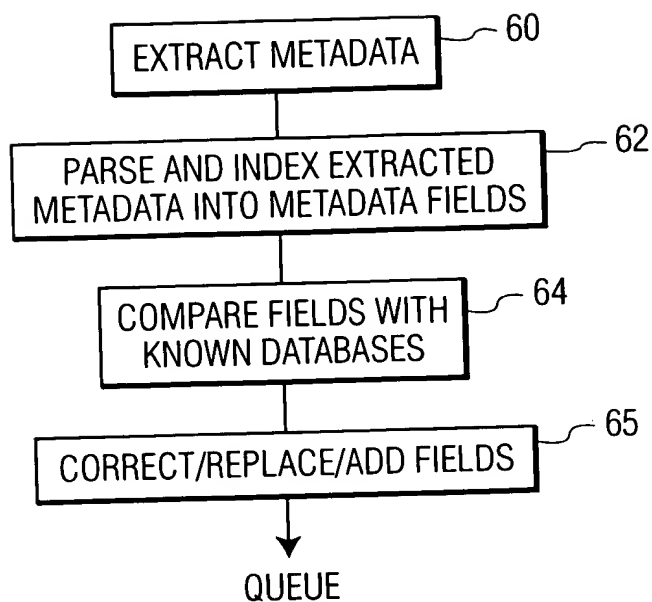 EXTRACT METADATA
60
PARSE AND INDEX EXTRACTED
METADATA INTO METADATA FIELDS
62
COMPARE FIELDS WITH
KNOWN DATABASES
64
CORRECT/REPLACE/ADD FIELDS
65
QUEUE